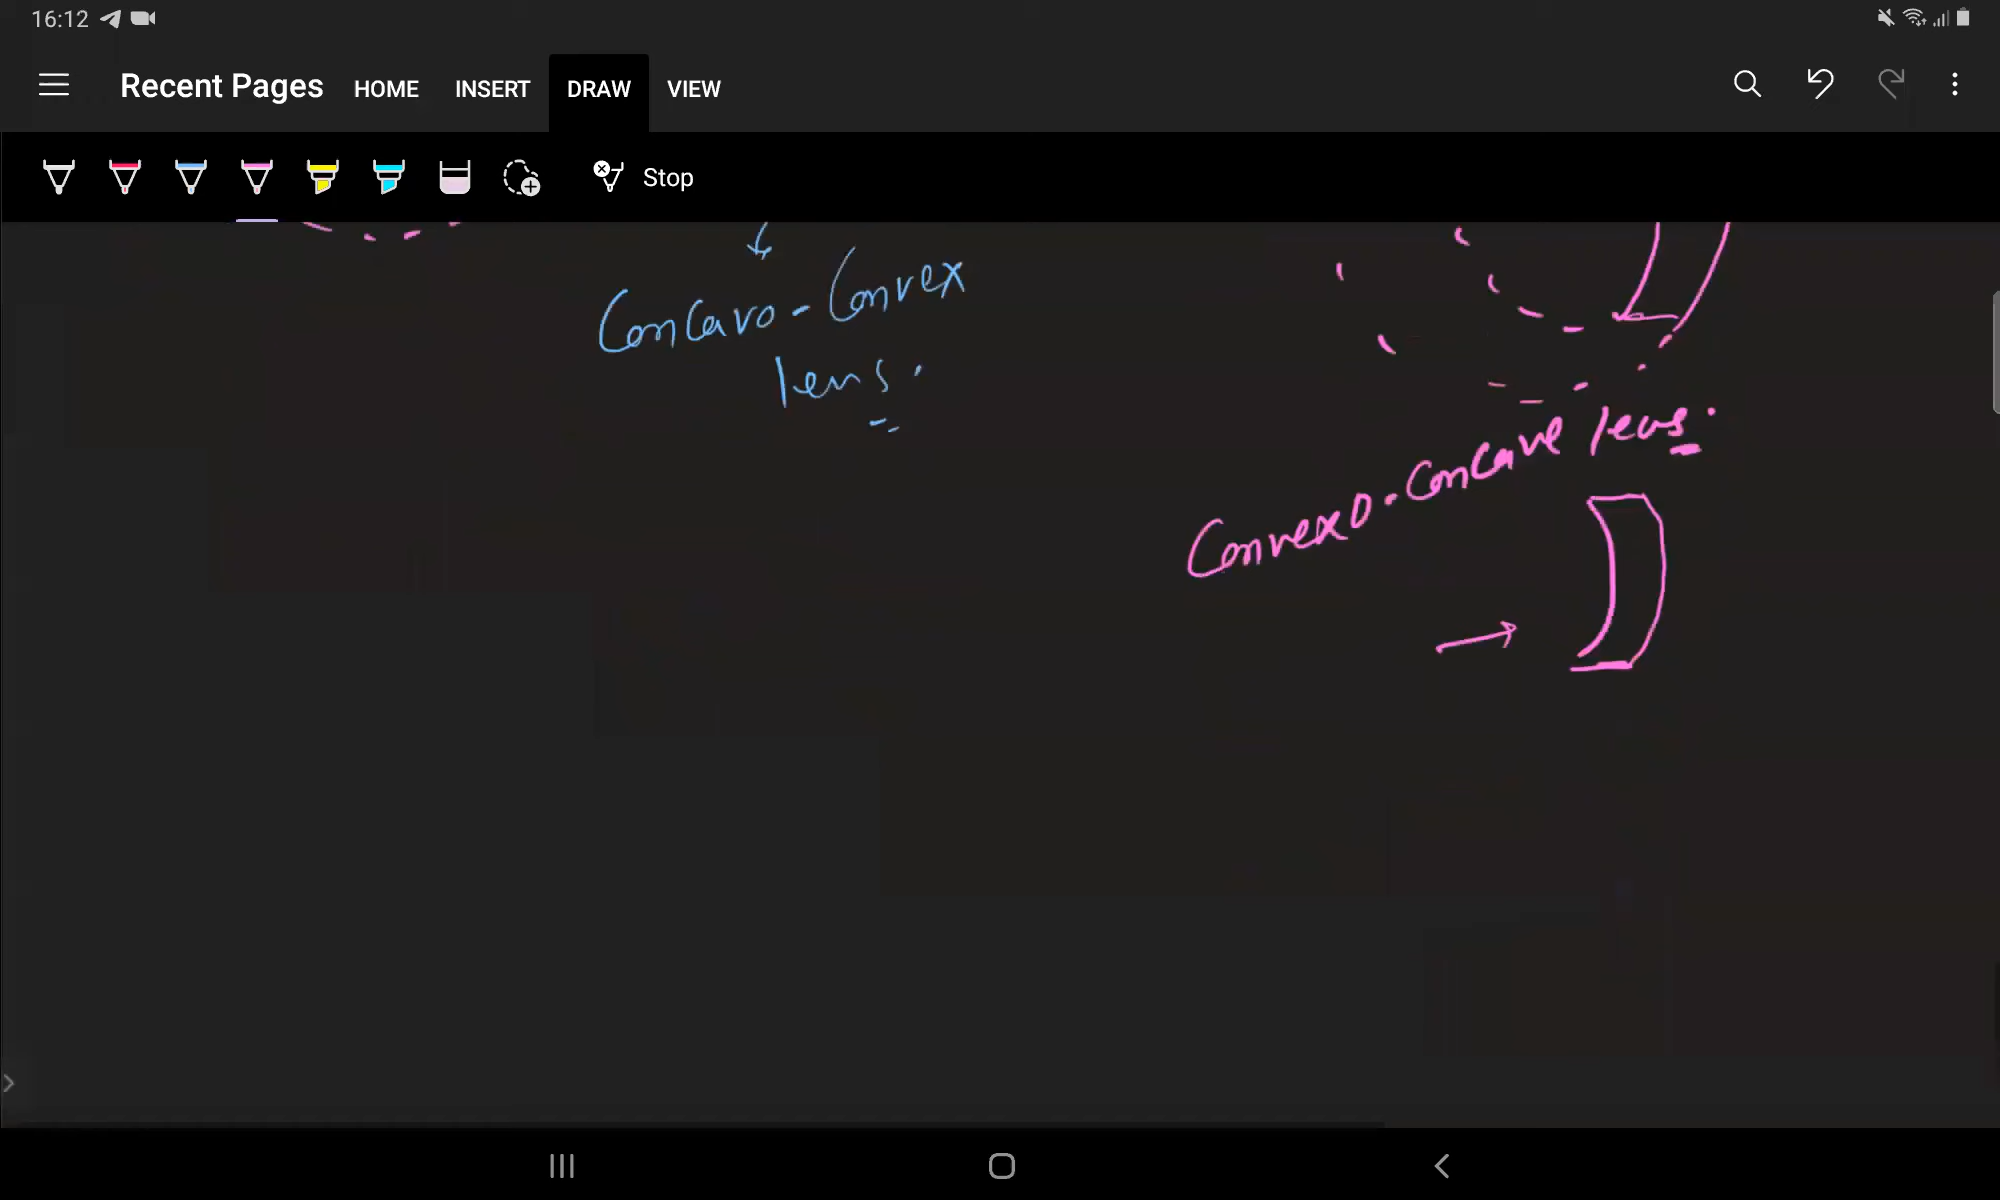 16:12
Recent Pages HOME INSERT DRAW VIEW
Stop
Concavo - Convex
lens.
Convexo - Concave lens.